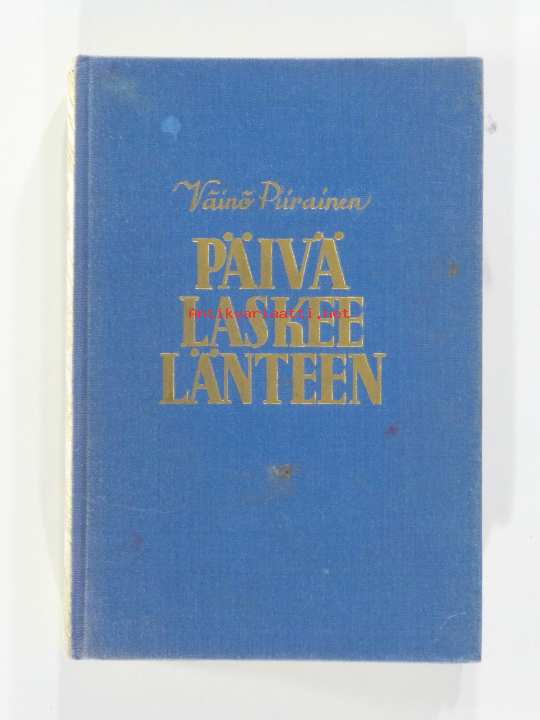 Väinö Piirainen
PÄIVÄ
LASKEE
Antikvariaatti.net
LÄNTEEN